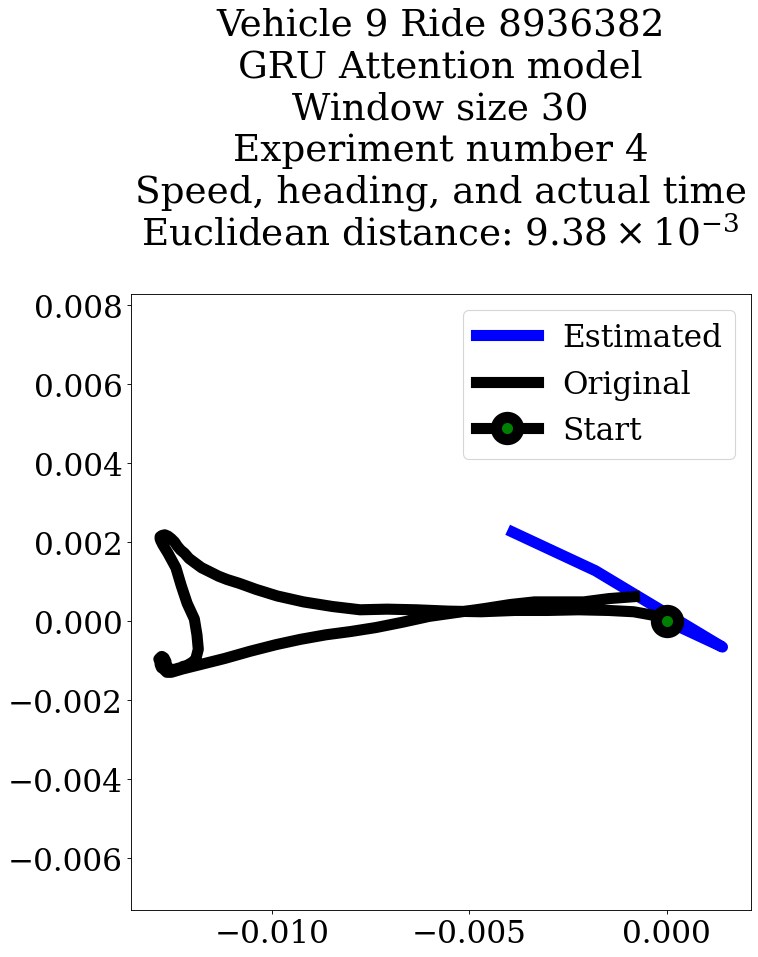 Vehicle 9 Ride 8936382
GRU Attention model
Window size 30
Experiment number 4
Speed, heading, and actual time
Euclidean distance: 9.38 × 10⁻³
0.008
Estimated
0.006
Original
0.004
Start
0.002
0.000
−0.002
−0.004
−0.006
−0.010 −0.005 0.000